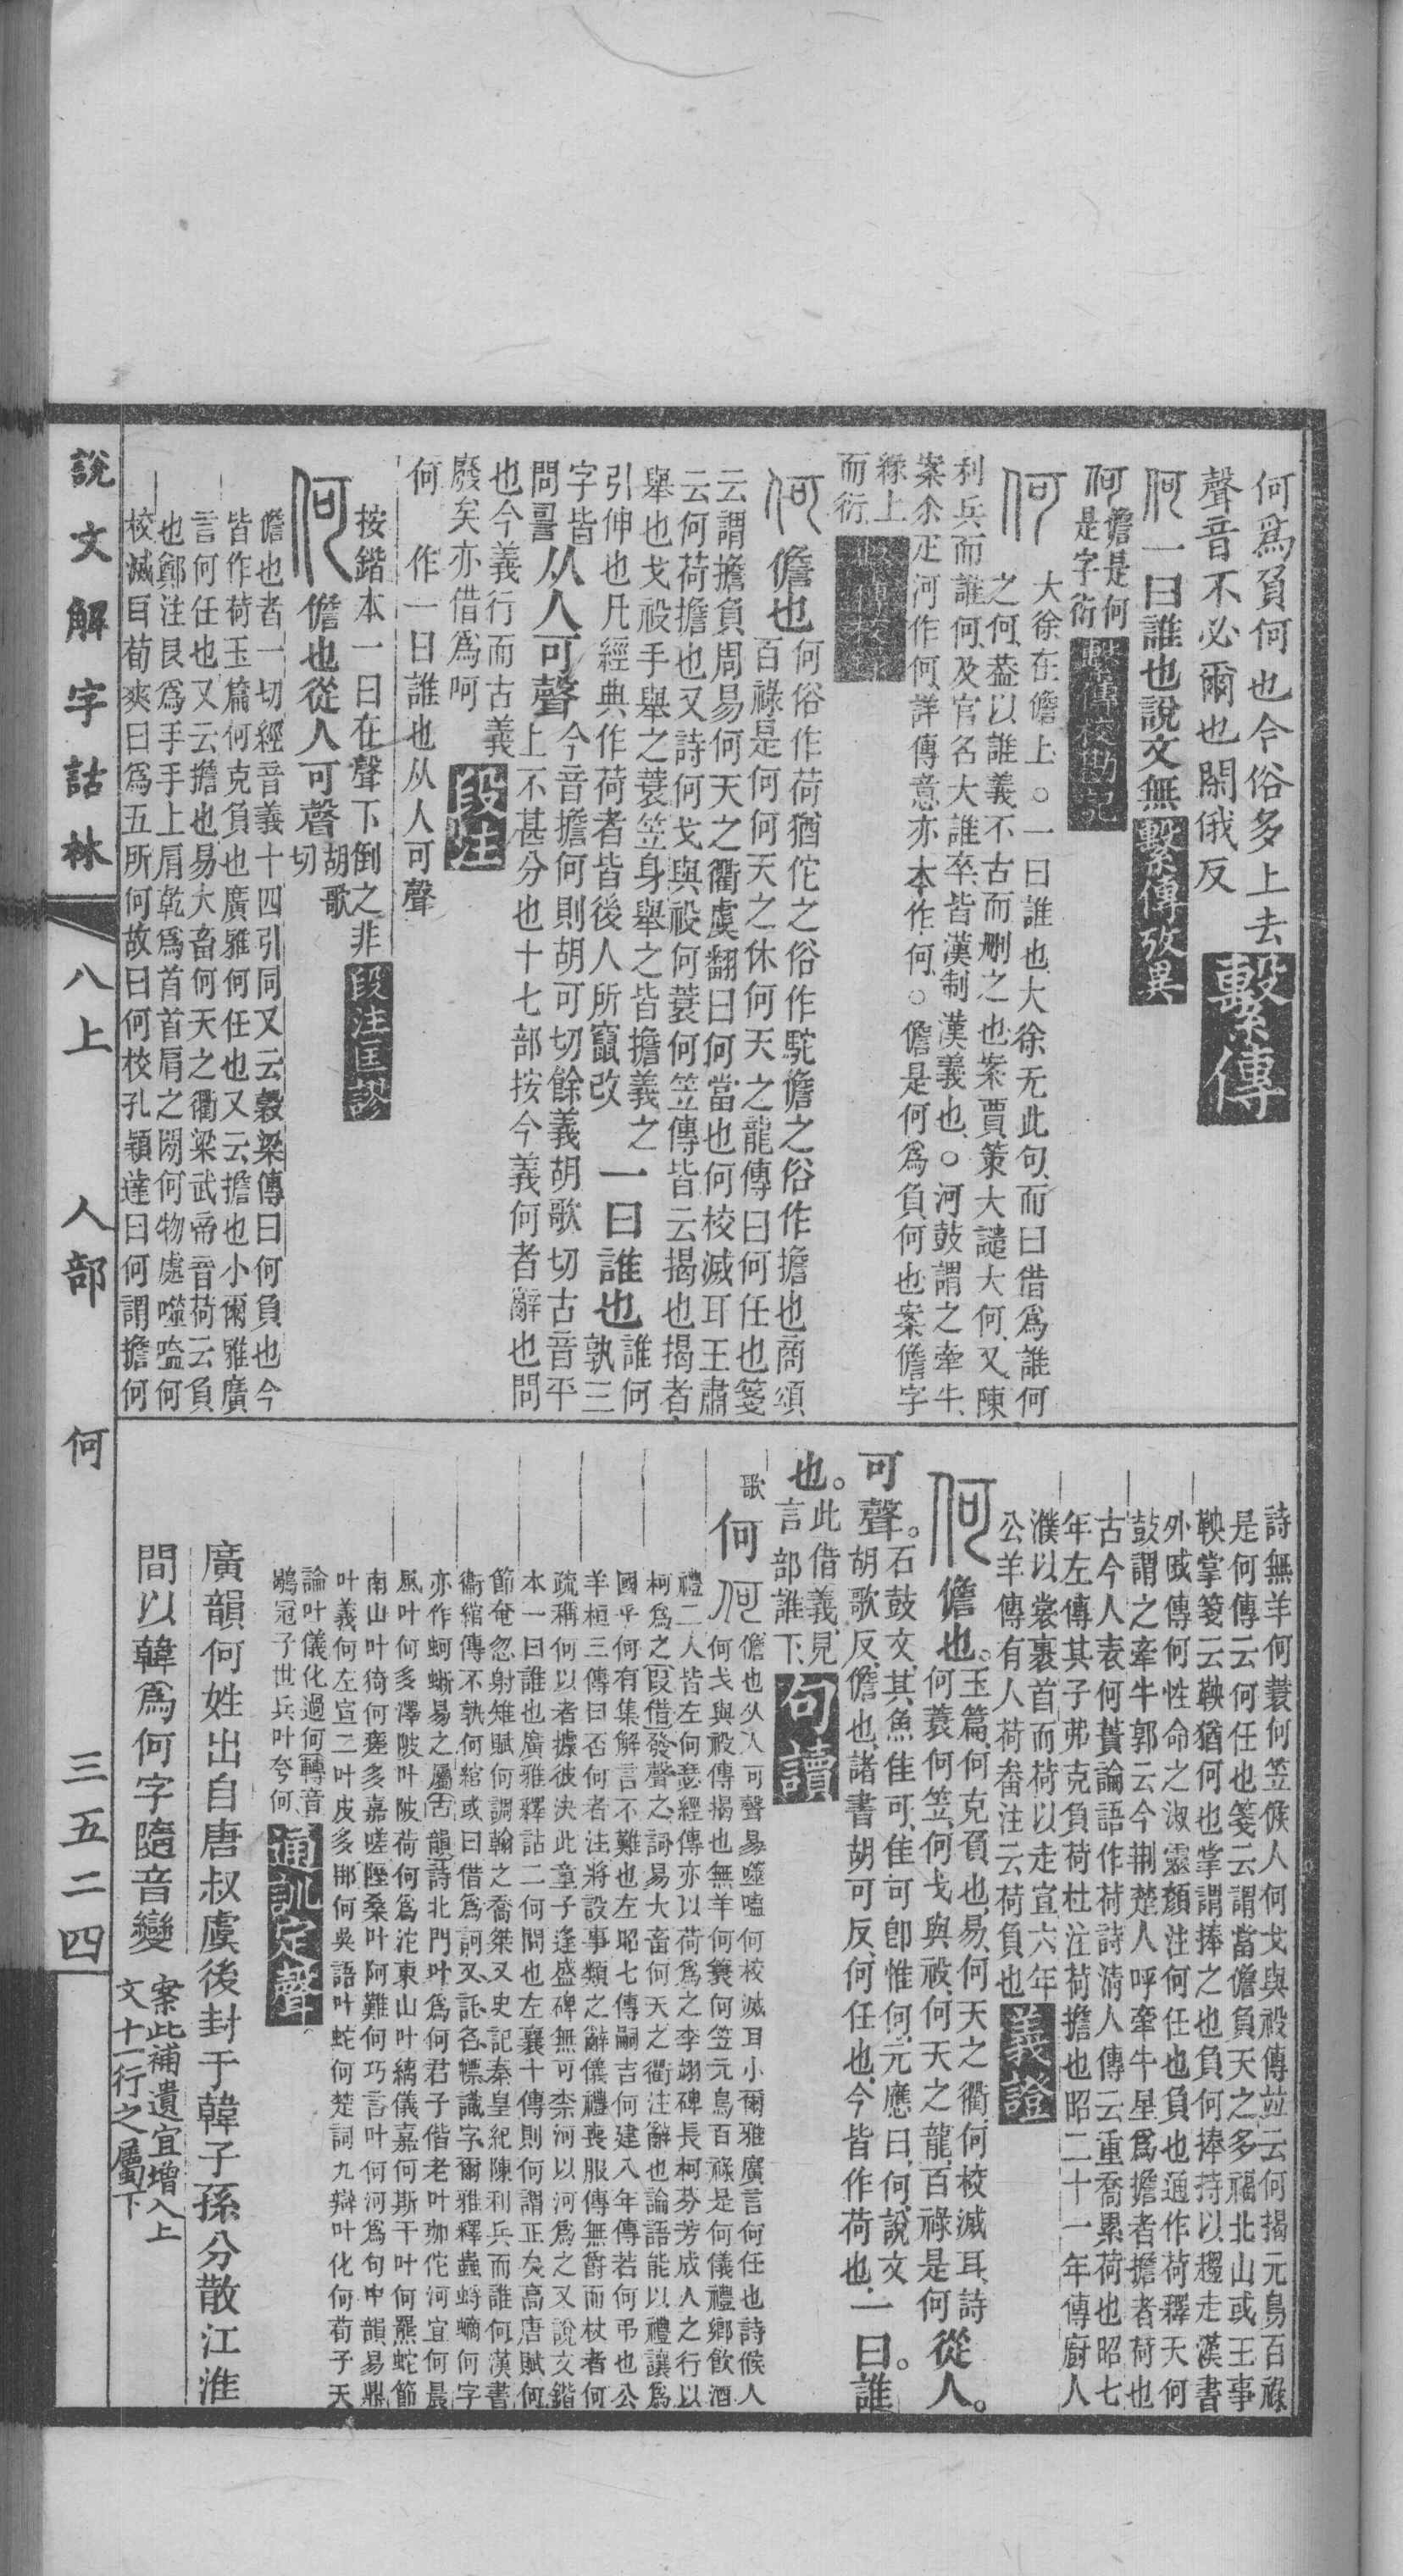 何爲負何也今俗多上去
聲音不必爾也閑俄反
繫傳
何一曰誰也說文無
繫傳攷異
何儋是何
是字衍
繫傳校勘記
何
大徐在儋上○一曰誰也大徐无此句而曰借爲誰何
之何葢以誰義不古而删之也案賈策大譴大何又陳
利兵而誰何及官名大誰卒皆漢制漢義也○河鼓謂之牽牛
案余疋河作何詳傳意亦本作何○儋是何爲負何也案儋字
緣上
而衍
何儋也
何俗作荷猶佗之俗作駝儋之俗作擔也商頌
百祿是何何天之休何天之龍傳曰何任也箋
云謂擔負周易何天之衢虞翻曰何當也何校滅耳王肅
云何荷擔也又詩何戈與祋何蓑何笠傳皆云揭也揭者
舉也戈祋手舉之蓑笠身舉之皆擔義之
引伸也凡經典作荷者皆後人所竄改
一曰誰也
誰何
孰三
字皆
問䛐
从人可聲
今音擔何則胡可切餘義胡歌切古音平
上不甚分也十七部按今義何者辭也問
也今義行而古義
廢矣亦借爲呵
段注
何 作一曰誰也从人可聲
按鍇本一曰在聲下倒之非
段注匡謬
何儋也從人可聲
胡歌
切
儋也者一切經音義十四引同又云穀梁傳曰何負也今
皆作荷玉篇何克負也廣雅何任也又云擔也小爾雅廣
言何任也又云擔也易大畜何天之衢梁武帝音荷云負
也鄭注艮爲手手上肩乾爲首首肩之閒何物處噬嗑何
校滅耳荀爽曰爲五所何故曰何校孔穎達曰何謂擔何
詩無羊何蓑何笠候人何戈與祋傳竝云何揭元鳥百祿
是何傳云何任也箋云謂當儋負天之多福北山或王事
鞅掌箋云鞅猶何也掌謂捧之也負何捧持以趨走漢書
外戚傳何性命之淑靈顏注何任也負也通作荷釋天何
鼓謂之牽牛郭云今荆楚人呼牽牛星爲擔者擔者荷也
古今人表何蕢論語作荷詩清人傳云重喬累荷也昭七
年左傳其子弗克負荷杜注荷擔也昭二十一年傳廚人
濮以裳裹首而荷以走宣六年
公羊傳有人荷畚注云荷負也
義證
何儋也。
玉篇何克負也易何天之衢何校滅耳詩
何蓑何笠何戈與祋何天之龍百祿是何
從人。
可聲。
石鼓文其魚隹可隹可卽惟何元應曰何說文
胡歌反儋也諸書胡可反何任也今皆作荷也
一曰。誰
也。
此借義見
言部誰下
句讀
歌
何何
儋也从人可聲易噬嗑何校滅耳小爾雅廣言何任也詩候人
何戈與祋傳揭也無羊何蓑何笠元鳥百祿是何儀禮鄉飲酒
禮二人皆左何瑟經傳亦以荷爲之李翊碑長柯芬芳成人之行以
柯爲之叚借發聲之詞易大畜何天之衢注辭也論語能以禮讓爲
國乎何有集解言不難也左昭七傳嗣吉何建入年傳若何弔也公
羊桓三傳曰否何者注將設事類之辭儀禮喪服傳無爵而杖者何
疏稱何以者據彼決此童子逢盛碑無可柰河以河爲之又說文鍇
本一曰誰也廣雅釋詁二何問也左襄十傳則何謂正矣高唐賦何
節奄忽射雉賦何調翰之喬桀又史記秦皇紀陳利兵而誰何漢書
衞綰傳不孰何綰或曰借爲訶又託名幖識字爾雅釋蟲蚹蠃何字
亦作蚵蜥易之屬古韻詩北門叶爲何君子偕老叶珈佗河宜何晨
風叶何多澤陂叶陂荷何爲沱東山叶縭儀嘉何斯干叶何羆蛇節
南山叶猗何瘥多嘉嗟隰桑叶阿難何巧言叶何河爲句中韻易鼎
叶義何左宣二叶皮多那何吳語叶蛇何楚詞九辯叶化何荀子天
論叶儀化過何轉音
鶡冠子世兵叶夸何
通訓定聲
廣韻何姓出自唐叔虞後封于韓子孫分散江淮
間以韓爲何字隨音變
案此補遺宜增入上
文十一行之屬下
說文解字詁林
八上
人部
何
三五二四